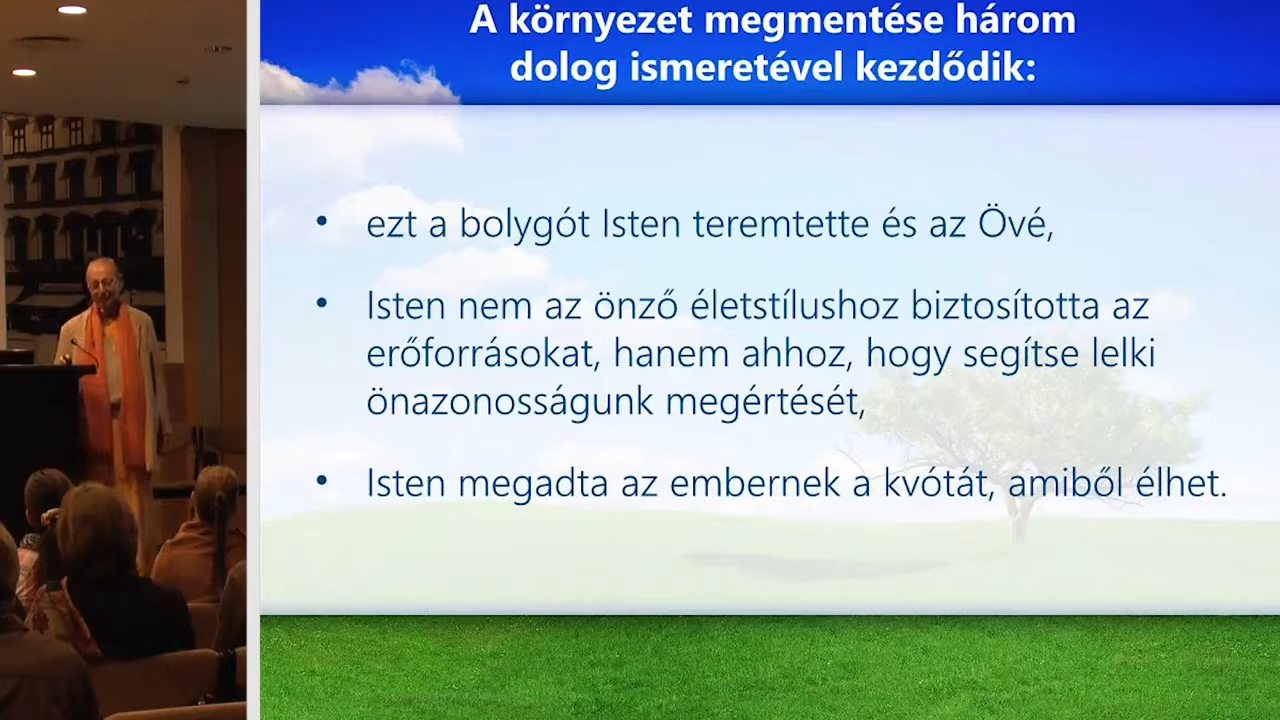 A környezet megmentése három
dolog ismeretével kezdődik:
• ezt a bolygót Isten teremtette és az Övé,
• Isten nem az önző életstílushoz biztosította az
erőforrásokat, hanem ahhoz, hogy segítse lelki
önazonosságunk megértését,
• Isten megadta az embernek a kvótát, amiből élhet.